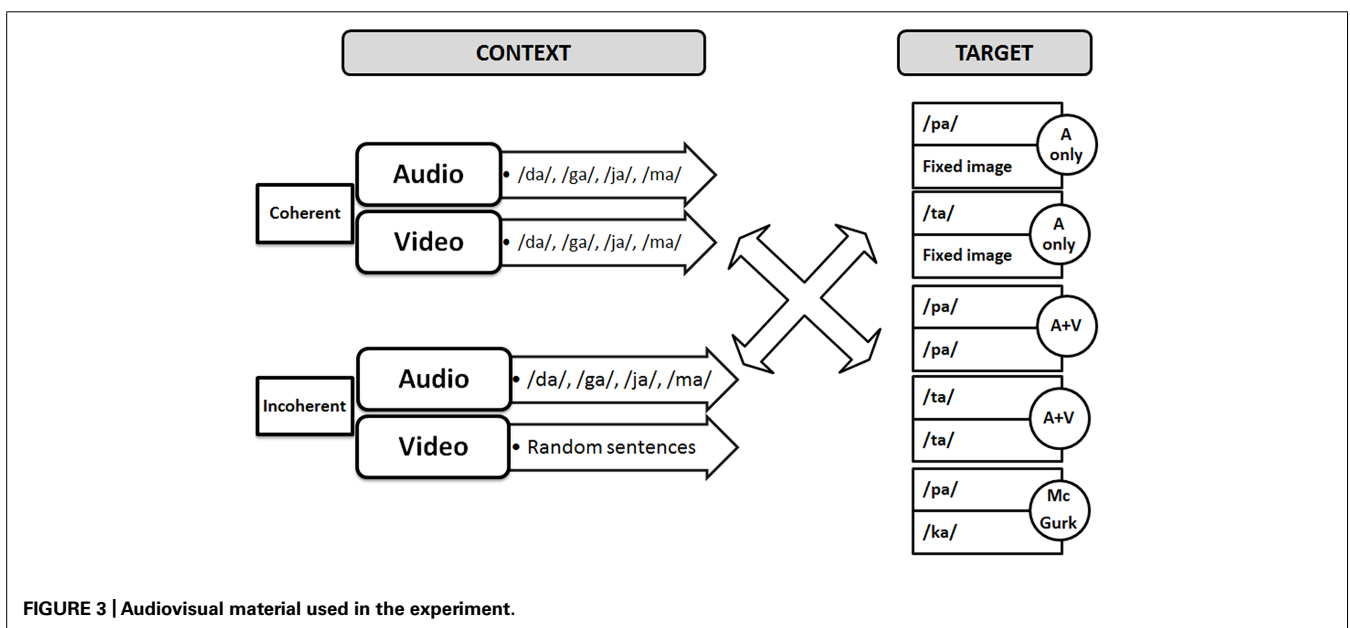 CONTEXT
TARGET
Coherent
Audio
• /da/, /ga/, /ja/, /ma/
Video
• /da/, /ga/, /ja/, /ma/
Incoherent
Audio
• /da/, /ga/, /ja/, /ma/
Video
• Random sentences
/pa/
Fixed image
A
only
/ta/
Fixed image
A
only
/pa/
/pa/
A+V
/ta/
/ta/
A+V
/pa/
/ka/
Mc
Gurk
FIGURE 3 | Audiovisual material used in the experiment.